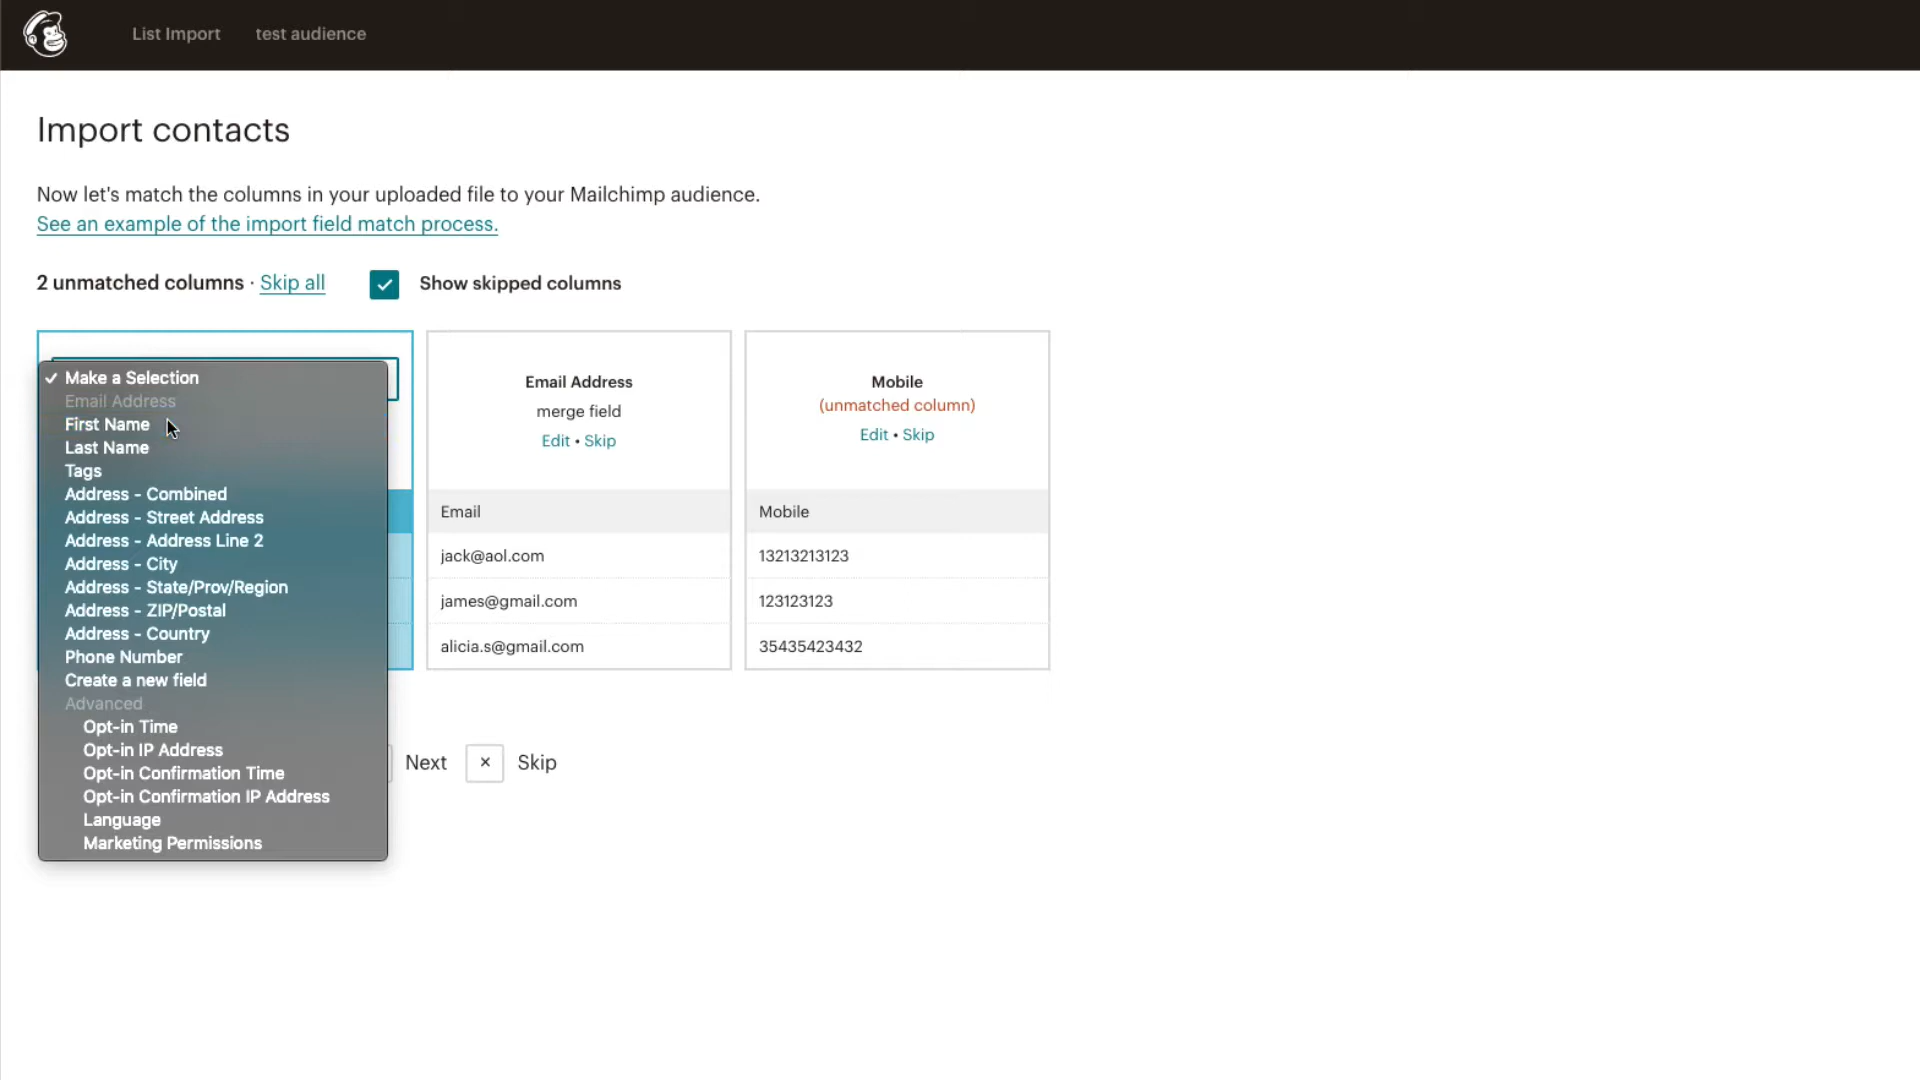 List Import
test audience
Import contacts
Now let's match the columns in your uploaded file to your Mailchimp audience.
See an example of the import field match process.
2 unmatched columns · Skip all
Show skipped columns
✓ Make a Selection
Email Address
First Name
Last Name
Tags
Address - Combined
Address - Street Address
Address - Address Line 2
Address - City
Address - State/Prov/Region
Address - ZIP/Postal
Address - Country
Phone Number
Create a new field
Advanced
Opt-in Time
Opt-in IP Address
Opt-in Confirmation Time
Opt-in Confirmation IP Address
Language
Marketing Permissions
Email Address
merge field
Edit • Skip
Email
jack@aol.com
james@gmail.com
alicia.s@gmail.com
Mobile
(unmatched column)
Edit • Skip
Mobile
13213213123
123123123
35435423432
Next
× Skip